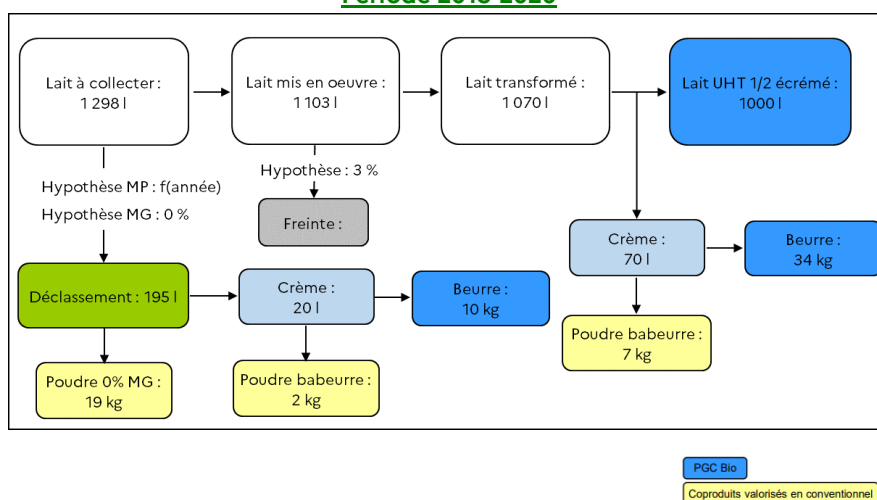 Période 2018-2020
Lait à collecter :
1 298 l
Lait mis en oeuvre :
1 103 l
Lait transformé :
1 070 l
Lait UHT 1/2 écrémé :
1000 l
Hypothèse MP : f(année)
Hypothèse MG : 0 %
Hypothèse : 3 %
Freinte :
Crème :
70 l
Beurre :
34 kg
Déclassement : 195 l
Crème :
20 l
Beurre :
10 kg
Poudre babeurre :
7 kg
Poudre 0% MG :
19 kg
Poudre babeurre :
2 kg
PGC Bio
Coproduits valorisés en conventionnel